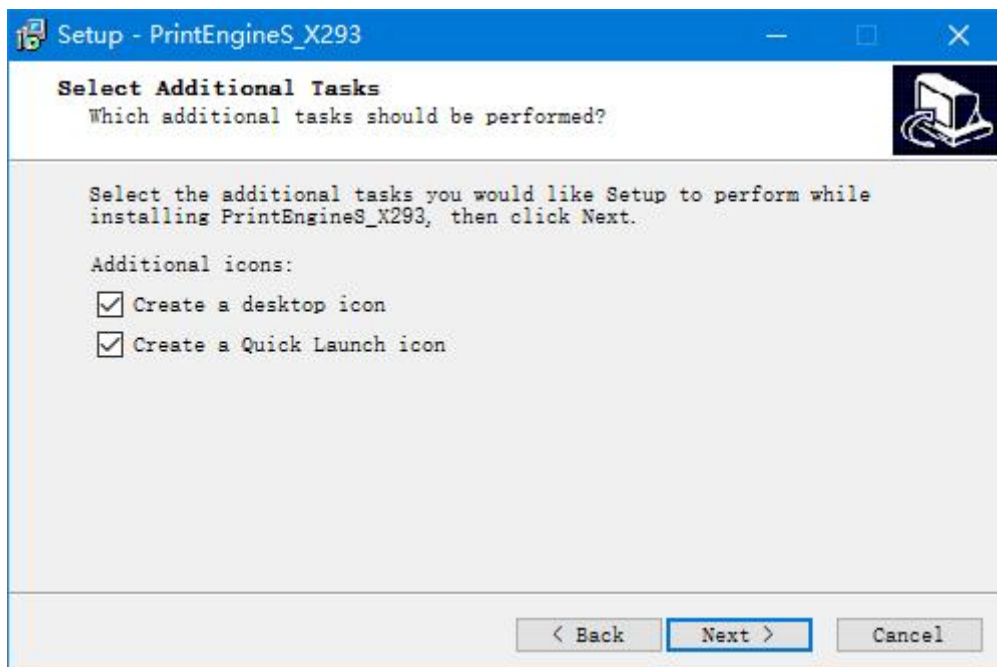 Setup - PrintEngineS_X293
Select Additional Tasks
Which additional tasks should be performed?
Select the additional tasks you would like Setup to perform while
installing PrintEngineS_X293, then click Next.
Additional icons:
Create a desktop icon
Create a Quick Launch icon
< Back
Next >
Cancel